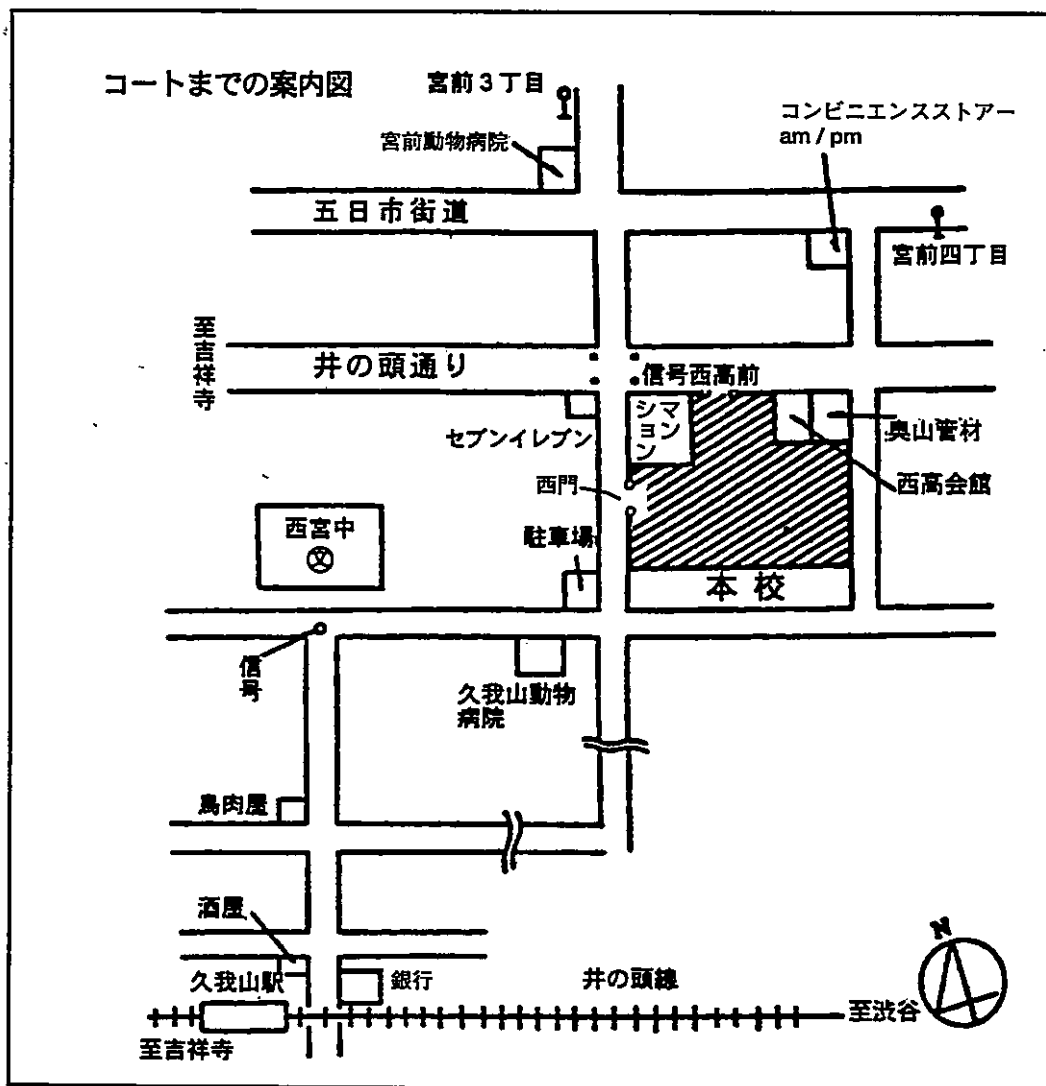 コートまでの案内図
宮前3丁目
コンビニエンスストアー
am / pm
宮前動物病院
五日市街道
宮前四丁目
至吉祥寺
井の頭通り
信号西高前
マンション
セブンイレブン
奥山管材
西高会館
西門
西宮中
文
駐車場
本校
信号
久我山動物
病院
鳥肉屋
酒屋
久我山駅
銀行
井の頭線
N
至渋谷
至吉祥寺